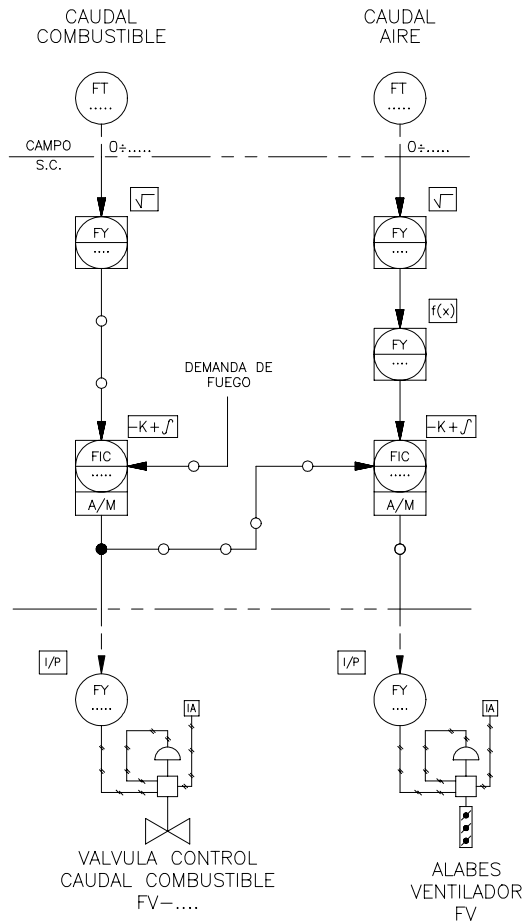 CAUDAL
COMBUSTIBLE
CAUDAL
AIRE
FT
.....
FT
.....
CAMPO
S.C.
0÷.....
0÷.....
√
√
FY
....
FY
....
f(x)
FY
....
DEMANDA DE
FUEGO
-K+∫
-K+∫
FIC
.....
A/M
FIC
.....
A/M
I/P
I/P
FY
.....
FY
....
IA
IA
VALVULA CONTROL
CAUDAL COMBUSTIBLE
FV-....
ALABES
VENTILADOR
FV